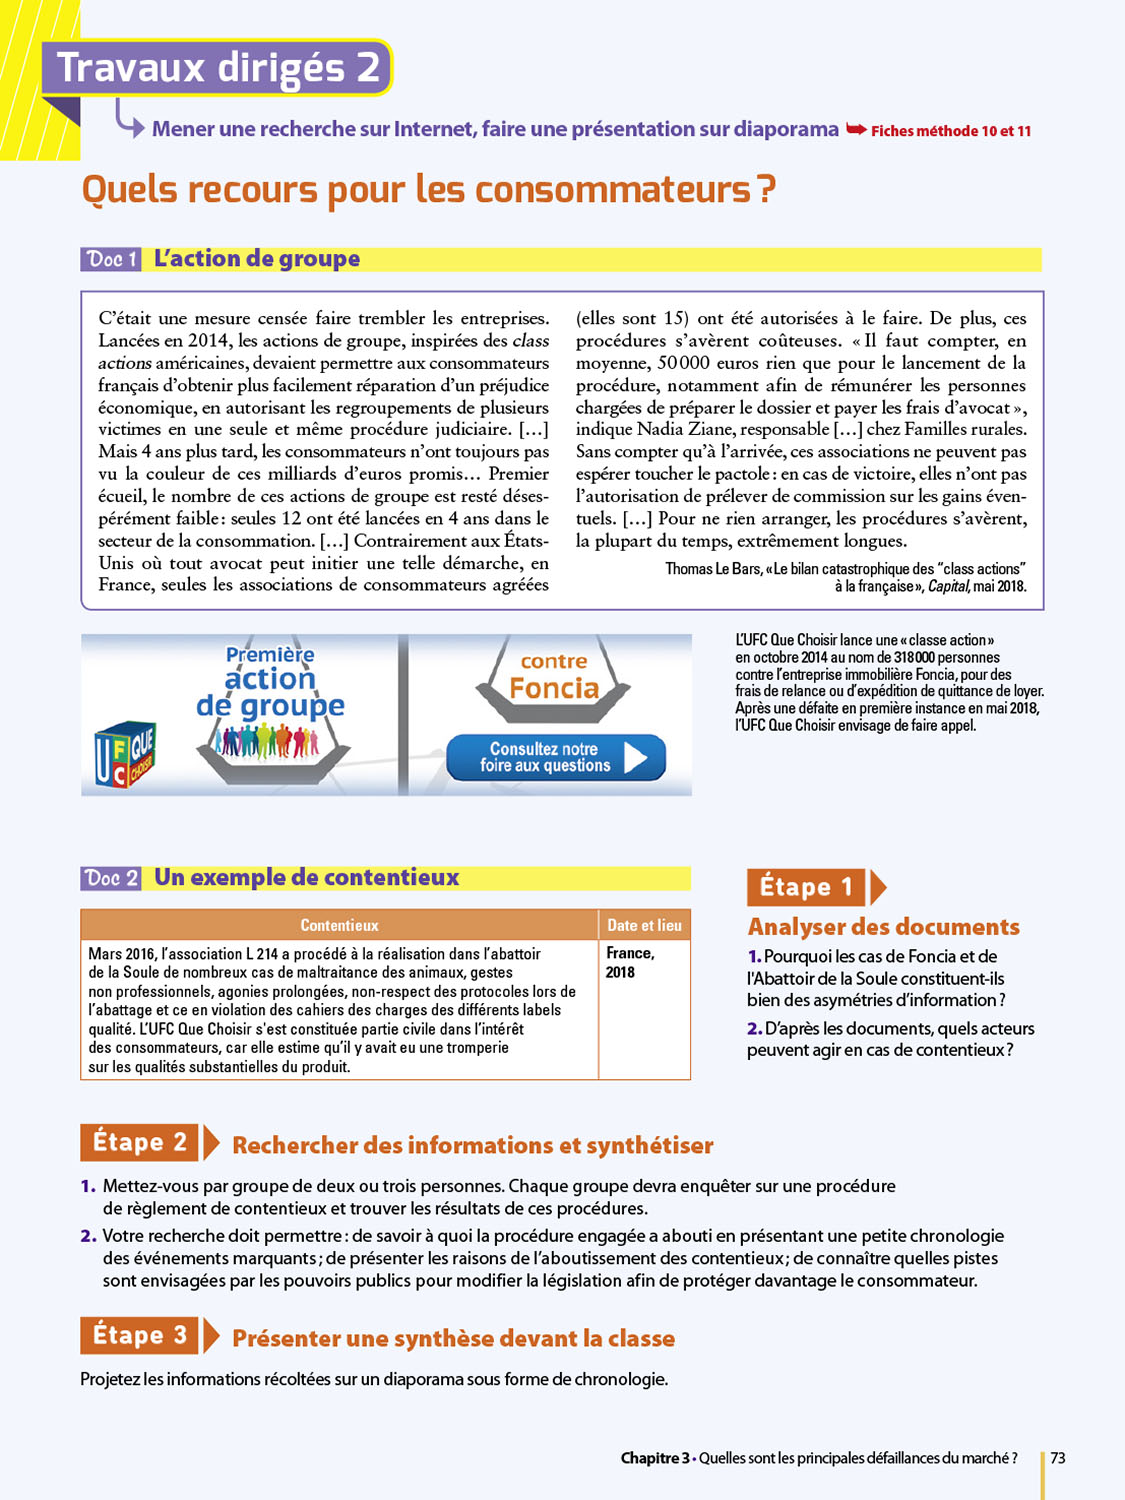 Travaux dirigés 2
Mener une recherche sur Internet, faire une présentation sur diaporama ➥ Fiches méthode 10 et 11
Quels recours pour les consommateurs ?
Doc 1 L’action de groupe
C’était une mesure censée faire trembler les entreprises.
Lancées en 2014, les actions de groupe, inspirées des class
actions américaines, devaient permettre aux consommateurs
français d’obtenir plus facilement réparation d’un préjudice
économique, en autorisant les regroupements de plusieurs
victimes en une seule et même procédure judiciaire. […]
Mais 4 ans plus tard, les consommateurs n’ont toujours pas
vu la couleur de ces milliards d’euros promis… Premier
écueil, le nombre de ces actions de groupe est resté déses-
pérément faible : seules 12 ont été lancées en 4 ans dans le
secteur de la consommation. […] Contrairement aux États-
Unis où tout avocat peut initier une telle démarche, en
France, seules les associations de consommateurs agréées
(elles sont 15) ont été autorisées à le faire. De plus, ces
procédures s’avèrent coûteuses. « Il faut compter, en
moyenne, 50 000 euros rien que pour le lancement de la
procédure, notamment afin de rémunérer les personnes
chargées de préparer le dossier et payer les frais d’avocat »,
indique Nadia Ziane, responsable […] chez Familles rurales.
Sans compter qu’à l’arrivée, ces associations ne peuvent pas
espérer toucher le pactole : en cas de victoire, elles n’ont pas
l’autorisation de prélever de commission sur les gains éven-
tuels. […] Pour ne rien arranger, les procédures s’avèrent,
la plupart du temps, extrêmement longues.
Thomas Le Bars, « Le bilan catastrophique des “class actions”
à la française », Capital, mai 2018.
Première
action
de groupe
UFC QUE CHOISIR
contre
Foncia
Consultez notre
foire aux questions
L’UFC Que Choisir lance une « classe action »
en octobre 2014 au nom de 318 000 personnes
contre l’entreprise immobilière Foncia, pour des
frais de relance ou d’expédition de quittance de loyer.
Après une défaite en première instance en mai 2018,
l’UFC Que Choisir envisage de faire appel.
Doc 2 Un exemple de contentieux
Contentieux
Date et lieu
Mars 2016, l’association L 214 a procédé à la réalisation dans l’abattoir
de la Soule de nombreux cas de maltraitance des animaux, gestes
non professionnels, agonies prolongées, non-respect des protocoles lors de
l’abattage et ce en violation des cahiers des charges des différents labels
qualité. L’UFC Que Choisir s'est constituée partie civile dans l’intérêt
des consommateurs, car elle estime qu’il y avait eu une tromperie
sur les qualités substantielles du produit.
France,
2018
Étape 1
Analyser des documents
1. Pourquoi les cas de Foncia et de
l'Abattoir de la Soule constituent-ils
bien des asymétries d’information ?
2. D’après les documents, quels acteurs
peuvent agir en cas de contentieux ?
Étape 2 Rechercher des informations et synthétiser
1. Mettez-vous par groupe de deux ou trois personnes. Chaque groupe devra enquêter sur une procédure
de règlement de contentieux et trouver les résultats de ces procédures.
2. Votre recherche doit permettre : de savoir à quoi la procédure engagée a abouti en présentant une petite chronologie
des événements marquants ; de présenter les raisons de l’aboutissement des contentieux ; de connaître quelles pistes
sont envisagées par les pouvoirs publics pour modifier la législation afin de protéger davantage le consommateur.
Étape 3 Présenter une synthèse devant la classe
Projetez les informations récoltées sur un diaporama sous forme de chronologie.
Chapitre 3 • Quelles sont les principales défaillances du marché ? 73